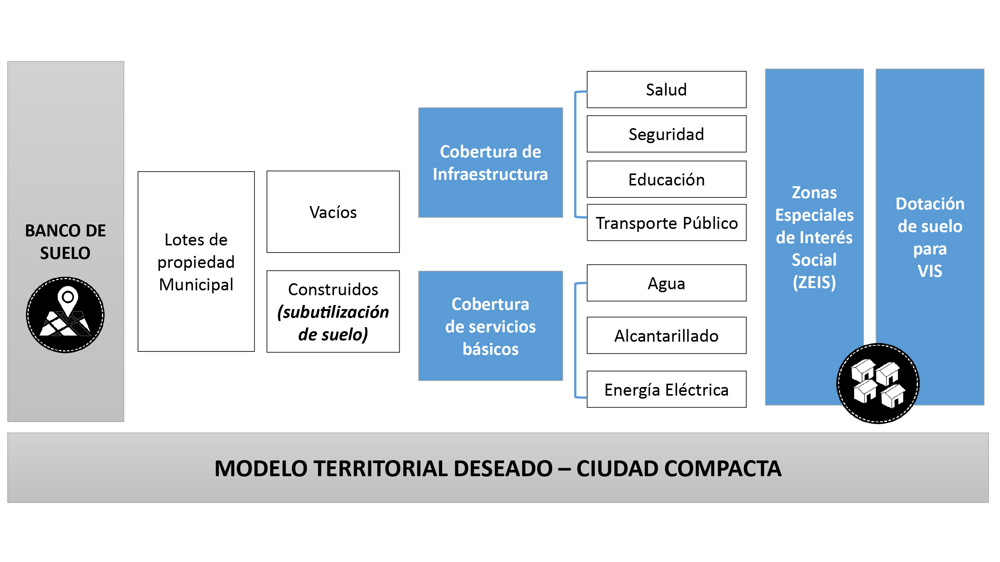 BANCO DE
SUELO
Lotes de
propiedad
Municipal
Vacíos
Construidos
(subutilización
de suelo)
Cobertura de
Infraestructura
Salud
Seguridad
Educación
Transporte Público
Cobertura
de servicios
básicos
Agua
Alcantarillado
Energía Eléctrica
Zonas
Especiales
de Interés
Social
(ZEIS)
Dotación
de suelo
para
VIS
MODELO TERRITORIAL DESEADO – CIUDAD COMPACTA